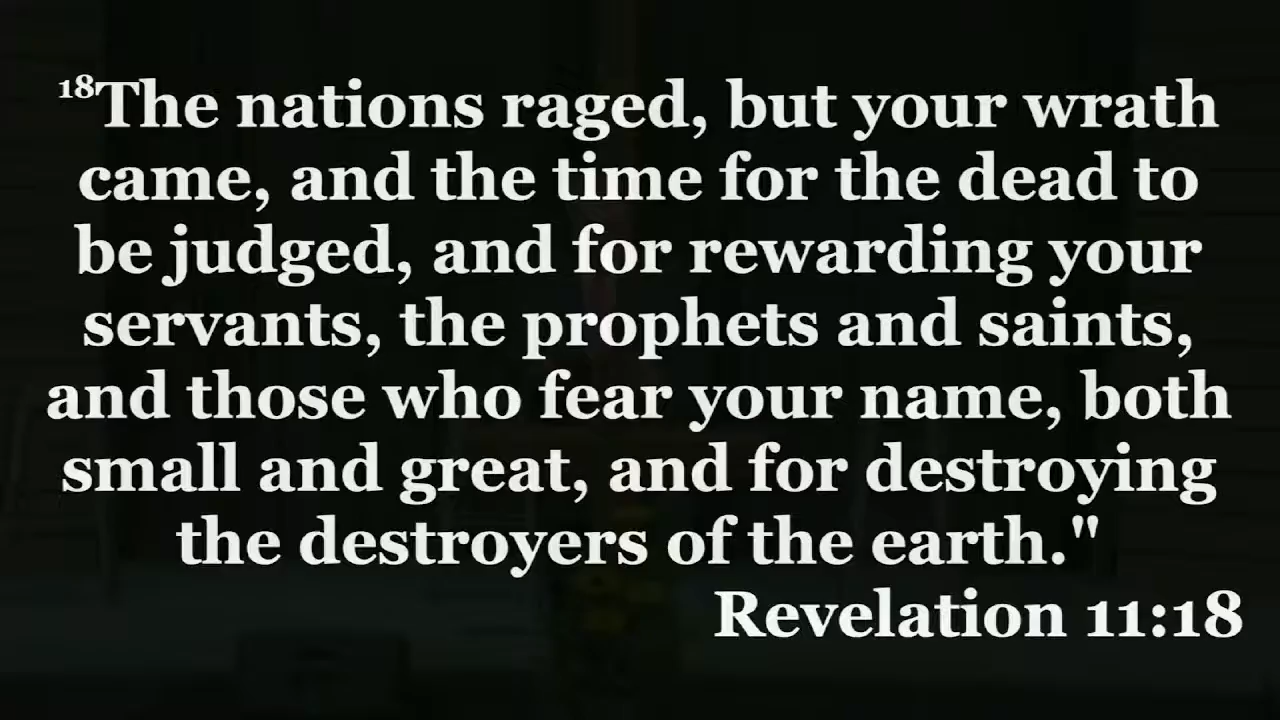 18The nations raged, but your wrath
came, and the time for the dead to
be judged, and for rewarding your
servants, the prophets and saints,
and those who fear your name, both
small and great, and for destroying
the destroyers of the earth."
Revelation 11:18